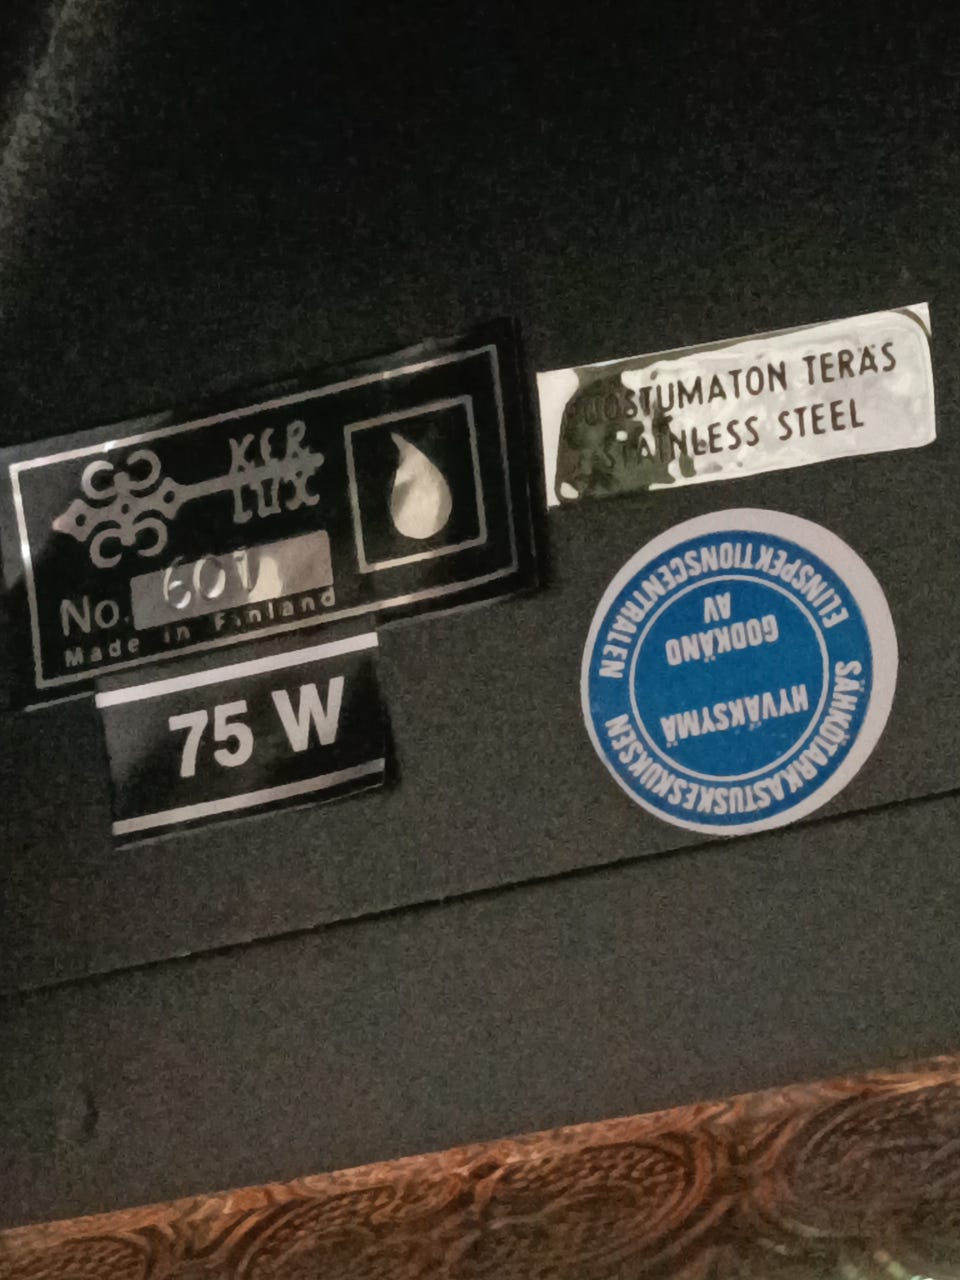 KER
LUX
No. 601
Made in Finland
75 W
RUOSTUMATON TERÄS
STAINLESS STEEL
SÄHKÖTARKASTUSKESKUKSEN
HYVÄKSYMÄ
GODKÄND
AV
ELINSPEKTIONSCENTRALEN